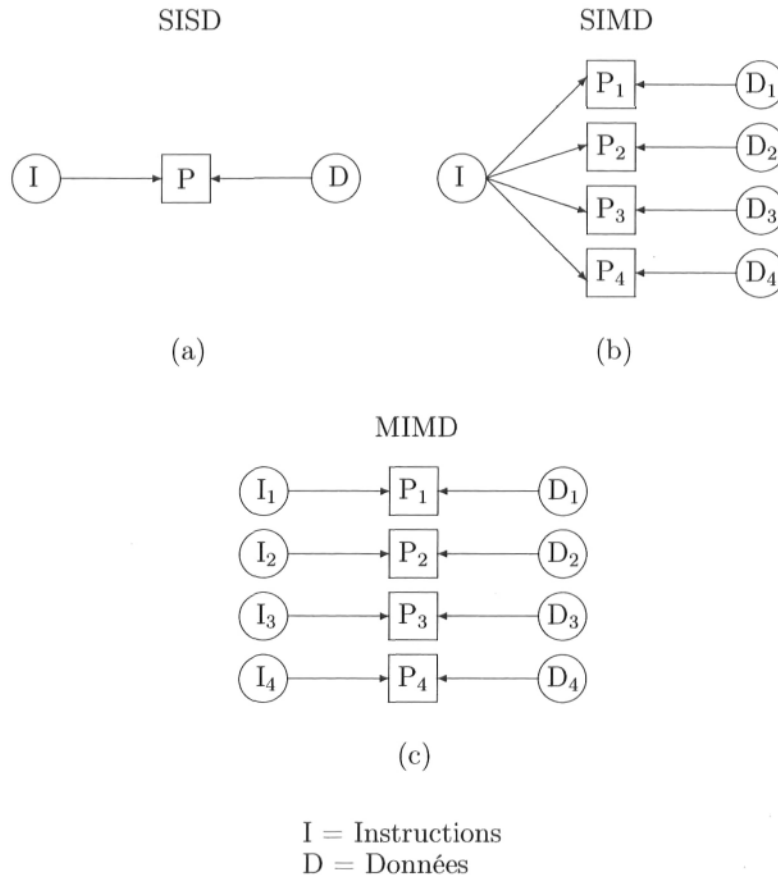 SISD SIMD
P₁ D₁
P₂ D₂
I P D I
P₃ D₃
P₄ D₄
(a) (b)
MIMD
I₁ P₁ D₁
I₂ P₂ D₂
I₃ P₃ D₃
I₄ P₄ D₄
(c)
I = Instructions
D = Données